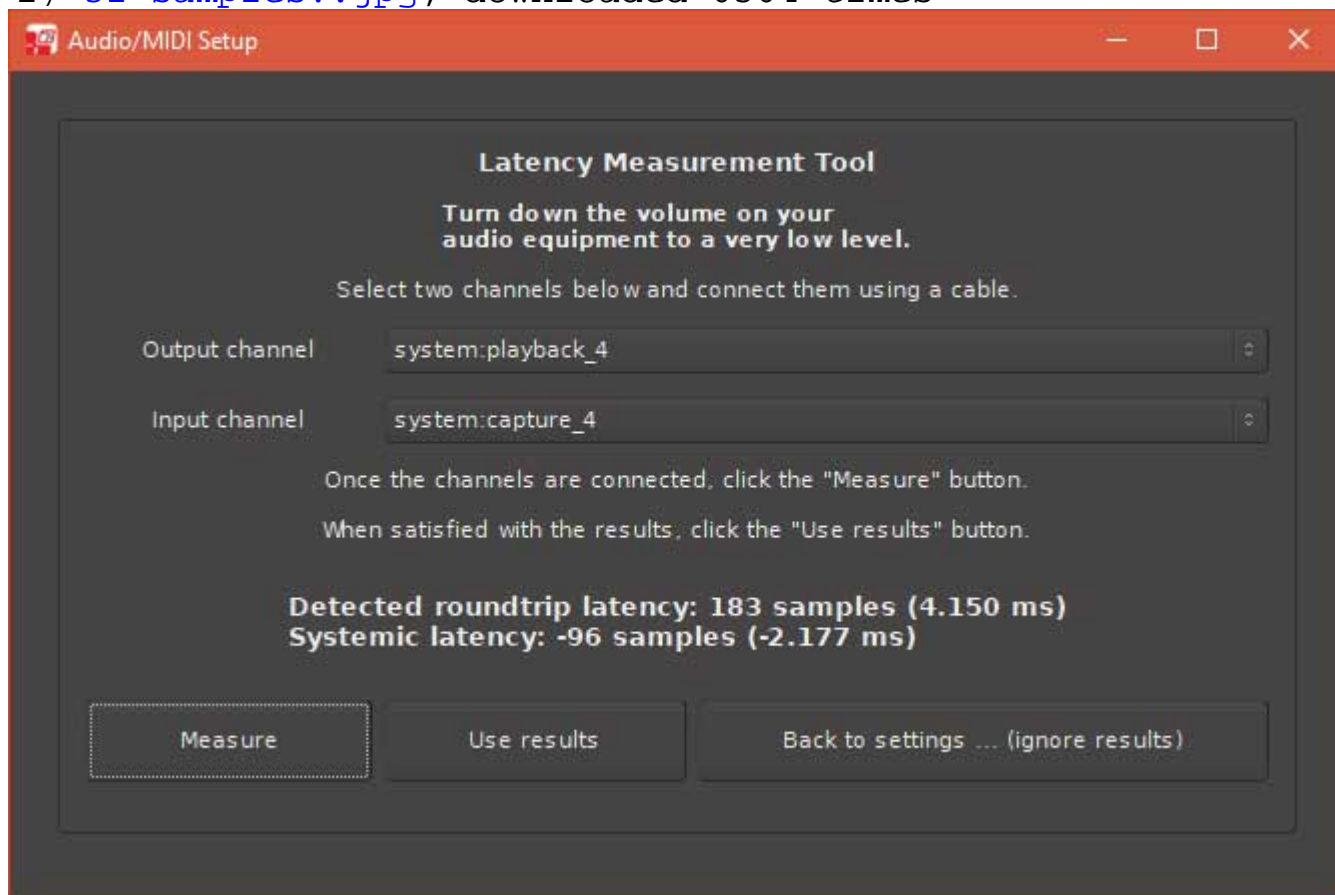 Audio/MIDI Setup
Latency Measurement Tool
Turn down the volume on your
audio equipment to a very low level.
Select two channels below and connect them using a cable.
Output channel system:playback_4
Input channel system:capture_4
Once the channels are connected, click the "Measure" button.
When satisfied with the results, click the "Use results" button.
Detected roundtrip latency: 183 samples (4.150 ms)
Systemic latency: -96 samples (-2.177 ms)
Measure Use results Back to settings ... (ignore results)